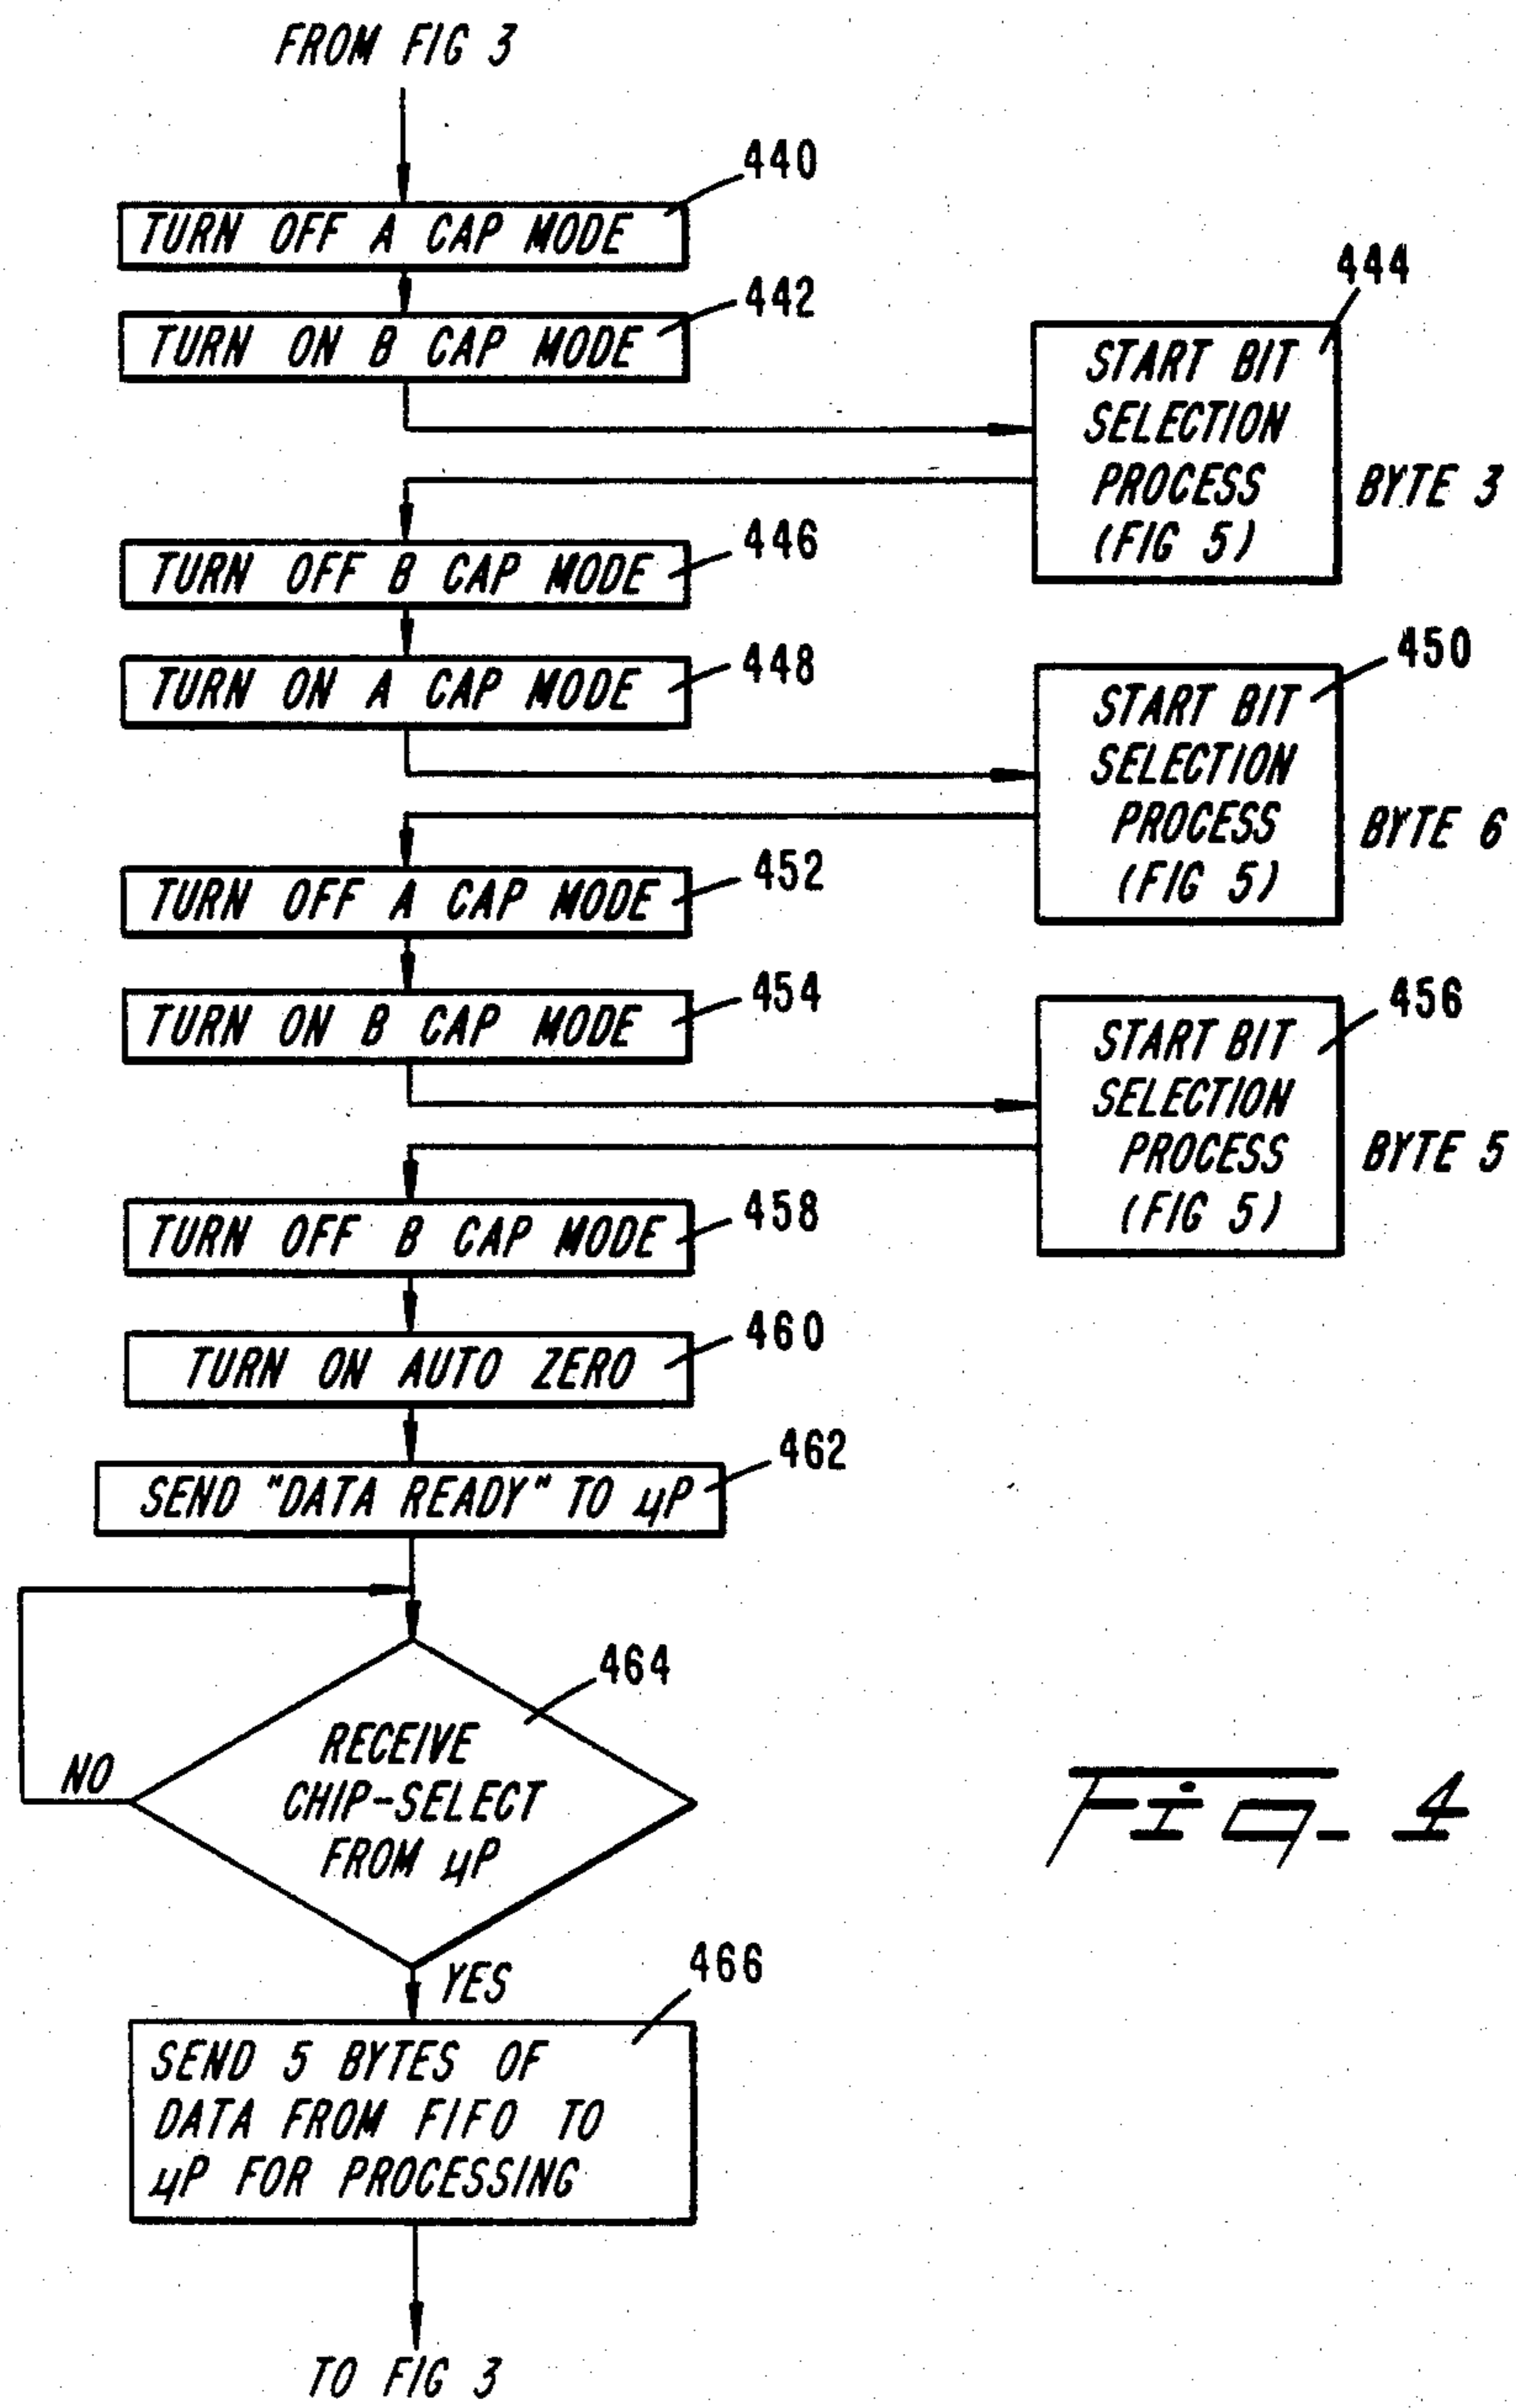 FROM FIG 3
440
TURN OFF A CAP MODE
442
TURN ON B CAP MODE
444
START BIT
SELECTION
PROCESS
(FIG 5)
BYTE 3
446
TURN OFF B CAP MODE
448
TURN ON A CAP MODE
450
START BIT
SELECTION
PROCESS
(FIG 5)
BYTE 6
452
TURN OFF A CAP MODE
454
TURN ON B CAP MODE
456
START BIT
SELECTION
PROCESS
(FIG 5)
BYTE 5
458
TURN OFF B CAP MODE
460
TURN ON AUTO ZERO
462
SEND "DATA READY" TO µP
464
RECEIVE
CHIP-SELECT
FROM µP
NO
YES
466
SEND 5 BYTES OF
DATA FROM FIFO TO
µP FOR PROCESSING
TO FIG 3
Fig. 4